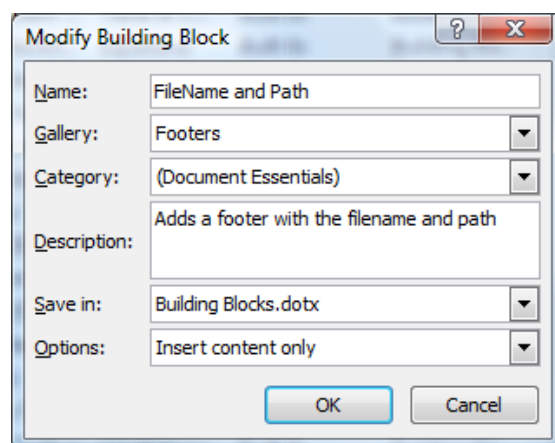 Modify Building Block
Name: FileName and Path
Gallery: Footers
Category: (Document Essentials)
Description: Adds a footer with the filename and path
Save in: Building Blocks.dotx
Options: Insert content only
OK Cancel